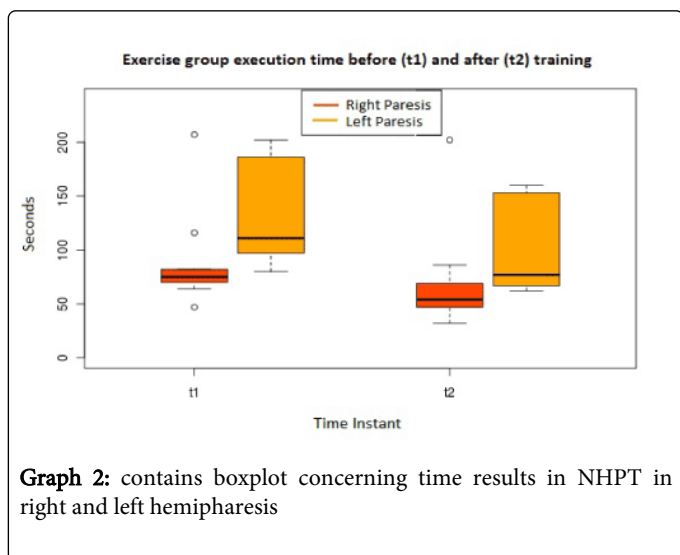 Exercise group execution time before (t1) and after (t2) training
Right Paresis
Left Paresis
200
150
100
50
0
Seconds
t1
t2
Time Instant
Graph 2: contains boxplot concerning time results in NHPT in
right and left hemipharesis